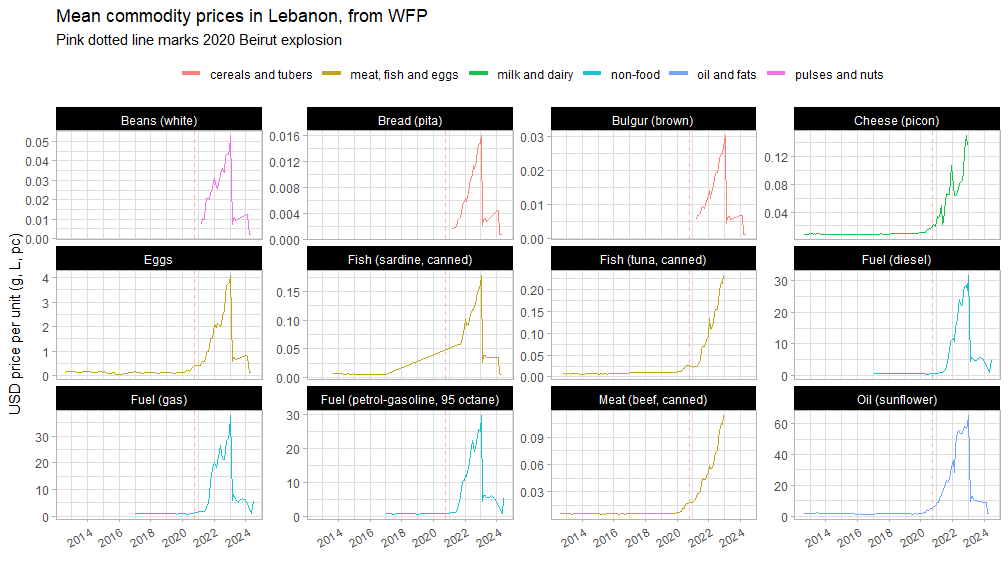 Mean commodity prices in Lebanon, from WFP
Pink dotted line marks 2020 Beirut explosion
cereals and tubers meat, fish and eggs milk and dairy non-food oil and fats pulses and nuts
USD price per unit (g, L, pc)
Beans (white) Bread (pita) Bulgur (brown) Cheese (picon)
0.05 0.04 0.03 0.02 0.01 0.00
0.016 0.012 0.008 0.004 0.000
0.03 0.02 0.01 0.00
0.12 0.08 0.04
Eggs Fish (sardine, canned) Fish (tuna, canned) Fuel (diesel)
4 3 2 1 0
0.15 0.10 0.05 0.00
0.20 0.15 0.10 0.05 0.00
30 20 10 0
Fuel (gas) Fuel (petrol-gasoline, 95 octane) Meat (beef, canned) Oil (sunflower)
30 20 10 0
30 20 10 0
0.09 0.06 0.03
60 40 20 0
2014 2016 2018 2020 2022 2024
2014 2016 2018 2020 2022 2024
2014 2016 2018 2020 2022 2024
2014 2016 2018 2020 2022 2024